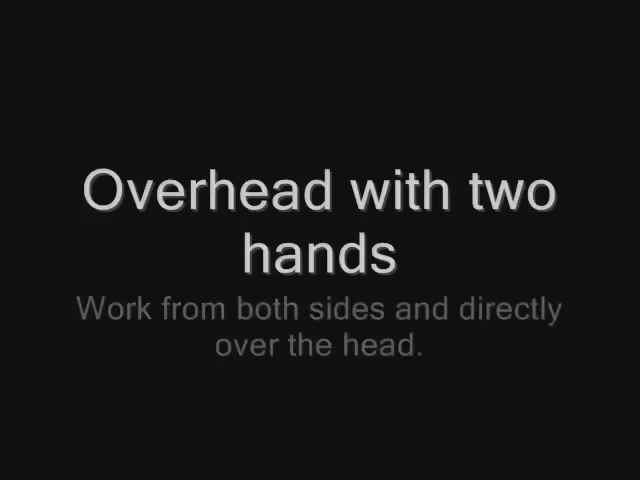 Overhead with two
hands
Work from both sides and directly
over the head.